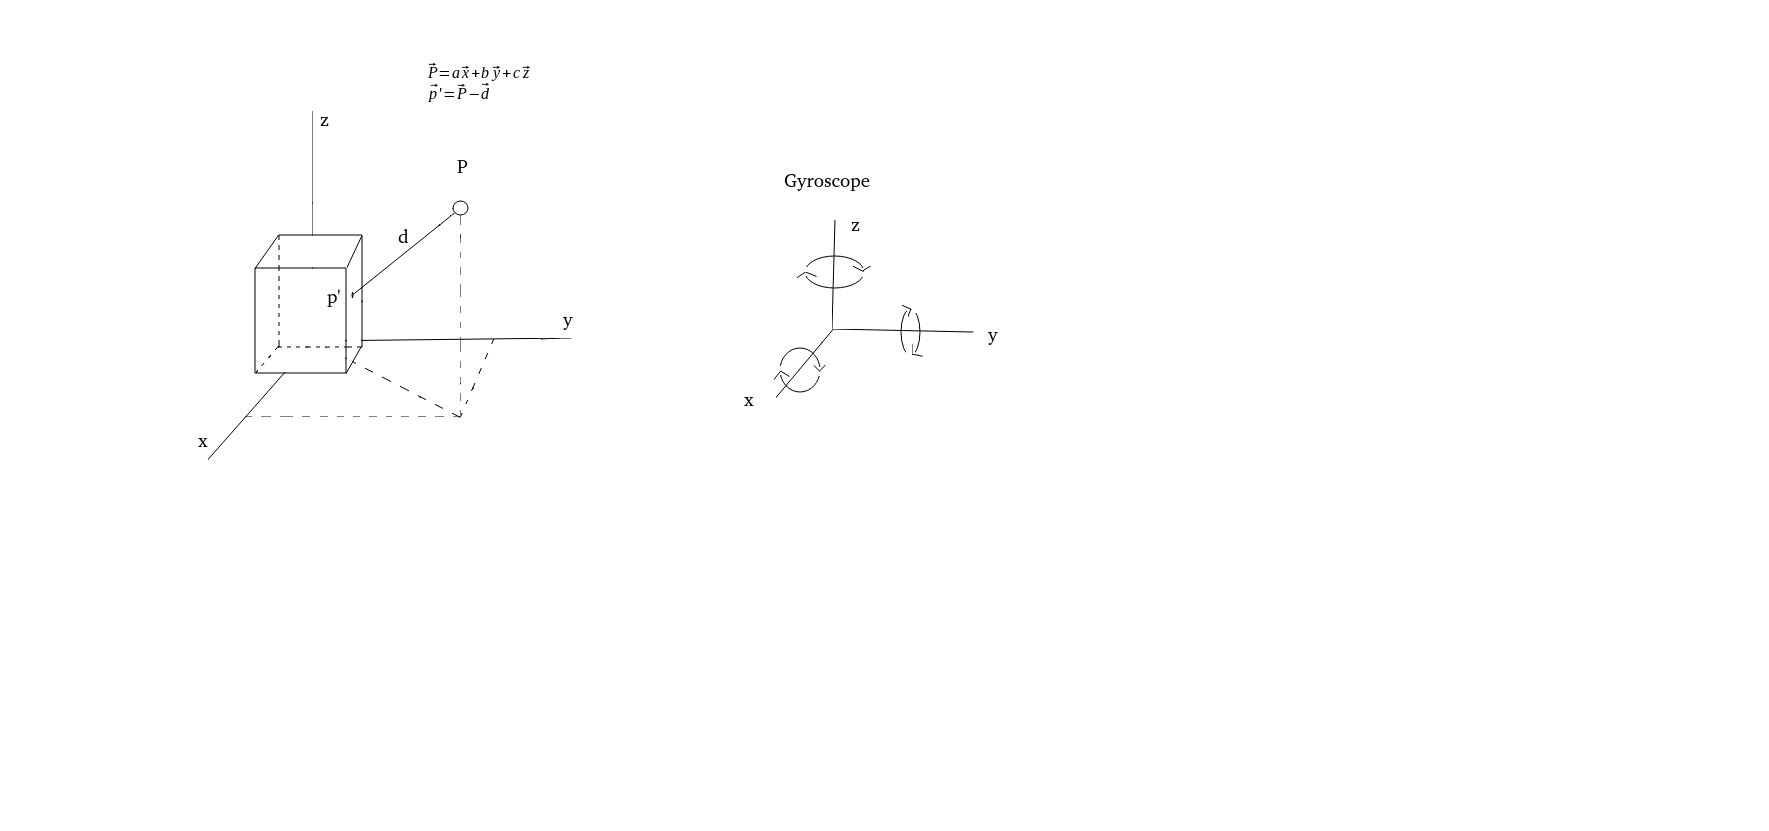 P⃗=ax⃗+by⃗+cz⃗
p⃗'=P⃗−d⃗
z
P
d
p'
y
x
Gyroscope
z
y
x